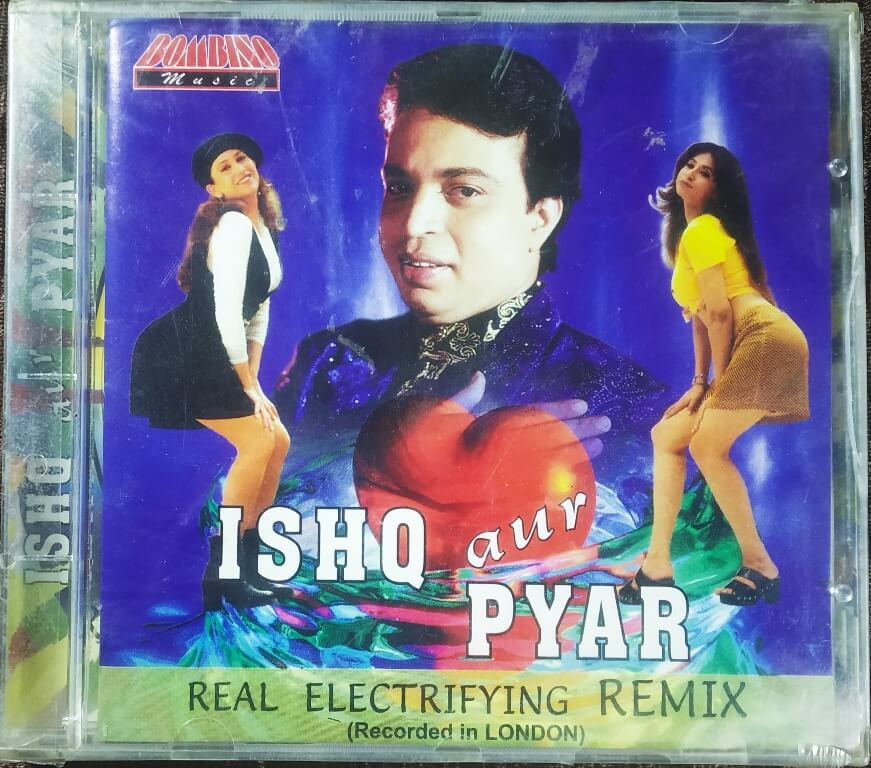 BOMBINO
Music
ISHQ aur PYAR
ISHQ aur
PYAR
REAL ELECTRIFYING REMIX
(Recorded in LONDON)